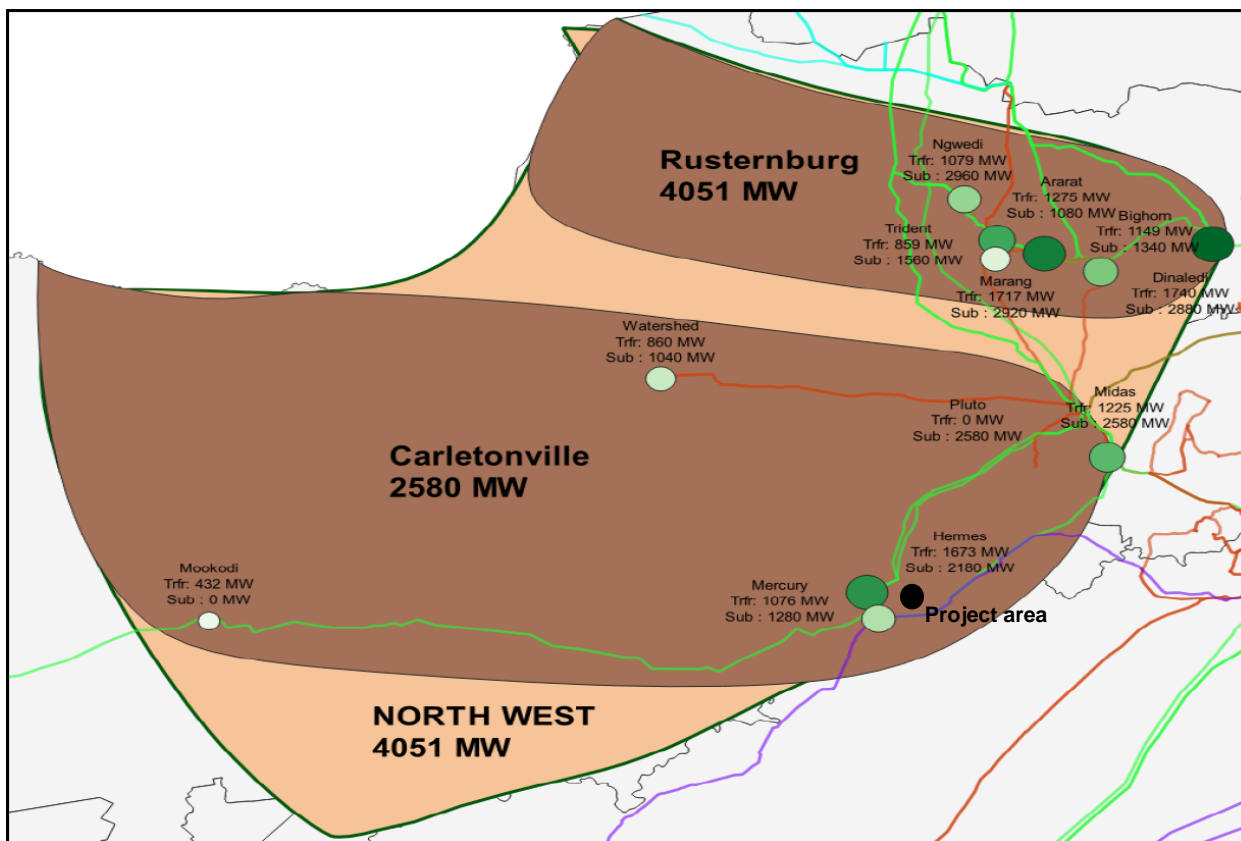 Ngwedi
Trfr: 1079 MW
Sub : 2960 MW
Rusternburg
4051 MW
Ararat
Trfr: 1275 MW
Sub : 1080 MW
Bighorn
Trfr: 1149 MW
Sub : 1340 MW
Trident
Trfr: 859 MW
Sub : 1560 MW
Marang
Trfr: 1717 MW
Sub : 2920 MW
Dinaledi
Trfr: 1740 MW
Sub : 2880 MW
Watershed
Trfr: 860 MW
Sub : 1040 MW
Midas
Trfr: 1225 MW
Sub : 2580 MW
Pluto
Trfr: 0 MW
Sub : 2580 MW
Carletonville
2580 MW
Hermes
Trfr: 1673 MW
Sub : 2180 MW
Mookodi
Trfr: 432 MW
Sub : 0 MW
Mercury
Trfr: 1076 MW
Sub : 1280 MW
Project area
NORTH WEST
4051 MW